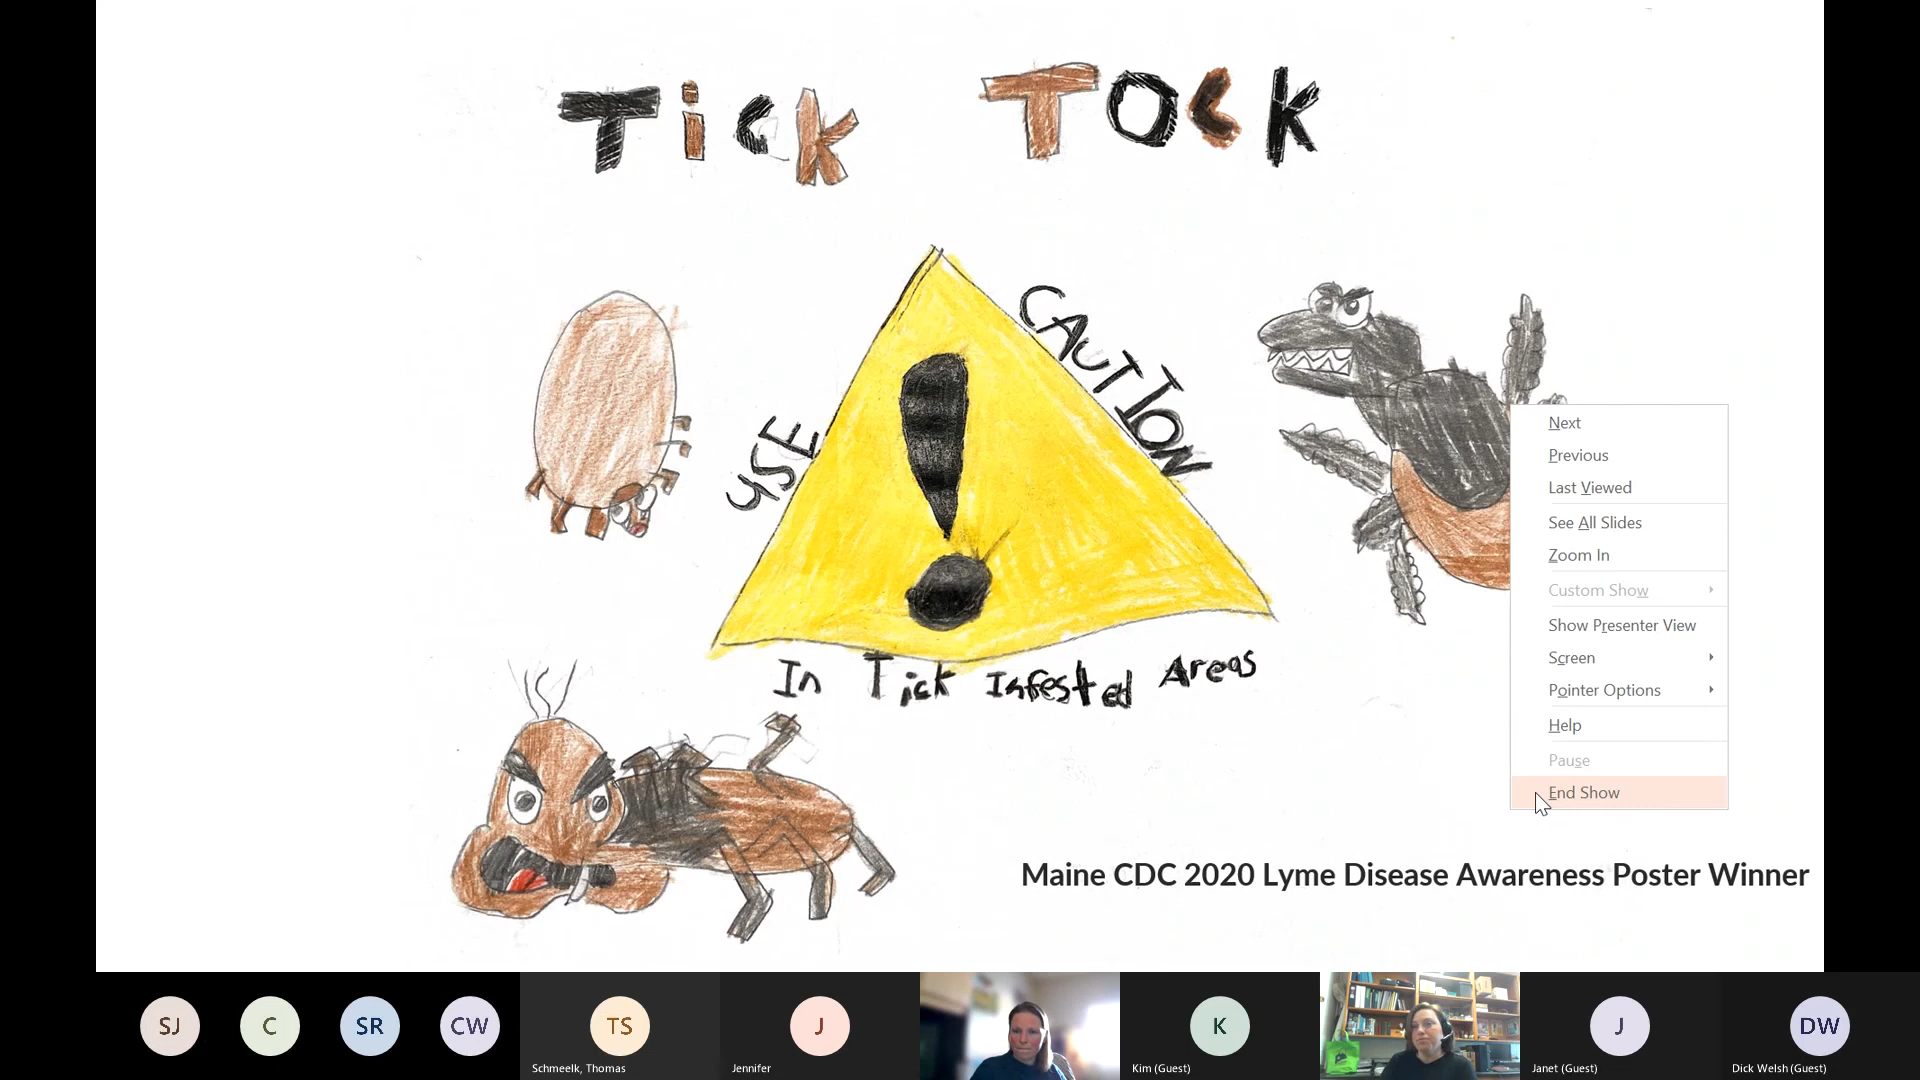 Tick Tock
USE CAUTION
In Tick Infested Areas
Next
Previous
Last Viewed
See All Slides
Zoom In
Custom Show
Show Presenter View
Screen
Pointer Options
Help
Pause
End Show
Maine CDC 2020 Lyme Disease Awareness Poster Winner
SJ
C
SR
CW
TS
J
K
J
DW
Schmeelk, Thomas
Jennifer
Kim (Guest)
Janet (Guest)
Dick Welsh (Guest)